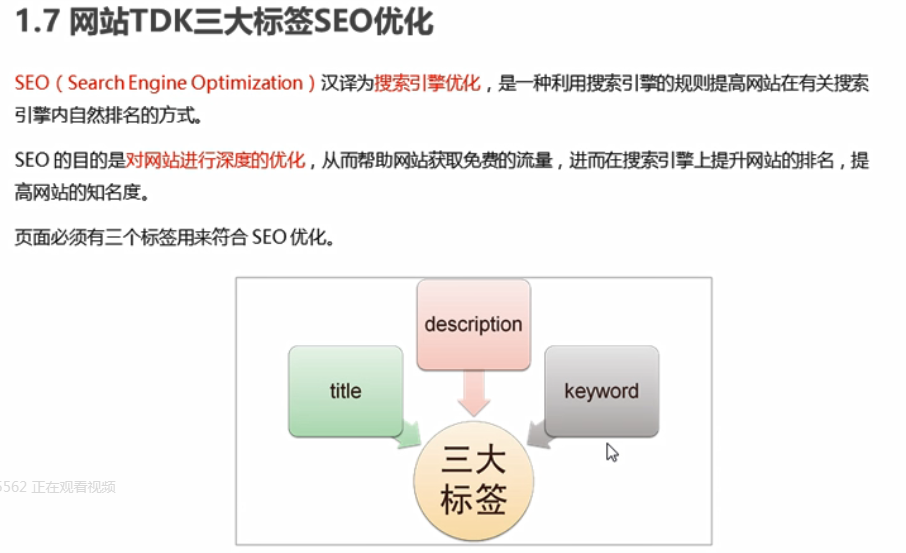 1.7 网站TDK三大标签SEO优化
SEO（Search Engine Optimization）汉译为搜索引擎优化，是一种利用搜索引擎的规则提高网站在有关搜索
引擎内自然排名的方式。
SEO 的目的是对网站进行深度的优化，从而帮助网站获取免费的流量，进而在搜索引擎上提升网站的排名，提
高网站的知名度。
页面必须有三个标签用来符合 SEO 优化。
description
title
keyword
三大
标签
5562 正在观看视频